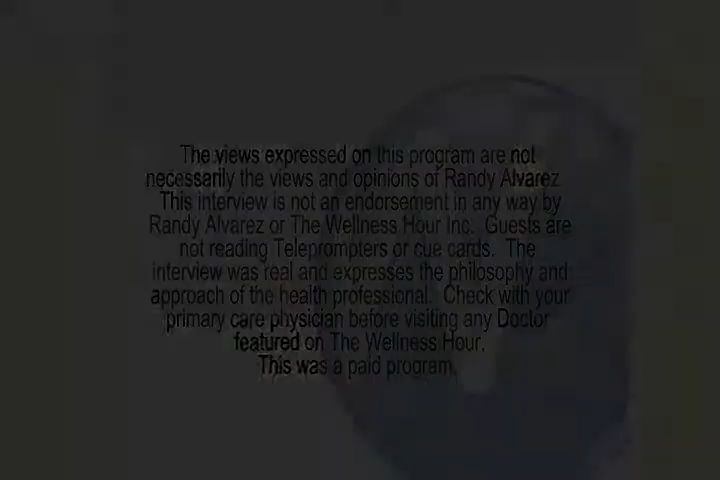 The views expressed on this program are not
necessarily the views and opinions of Randy Alvarez.
This interview is not an endorsement in any way by
Randy Alvarez or The Wellness Hour Inc.  Guests are
not reading Teleprompters or cue cards.  The
interview was real and expresses the philosophy and
approach of the health professional.  Check with your
primary care physician before visiting any Doctor
featured on The Wellness Hour.
This was a paid program.